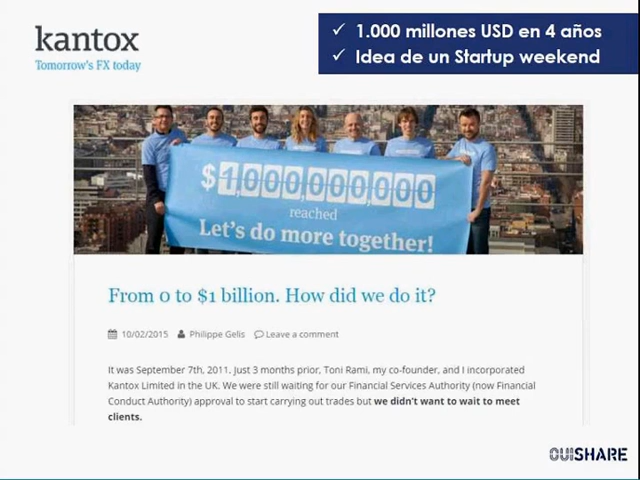 kantox
Tomorrow's FX today
✓ 1.000 millones USD en 4 años
✓ Idea de un Startup weekend
$1,000,000,000
reached
Let's do more together!
From 0 to $1 billion. How did we do it?
10/02/2015 Philippe Gelis Leave a comment
It was September 7th, 2011. Just 3 months prior, Toni Rami, my co-founder, and I incorporated
Kantox Limited in the UK. We were still waiting for our Financial Services Authority (now Financial
Conduct Authority) approval to start carrying out trades but we didn't want to wait to meet
clients.
OUISHARE